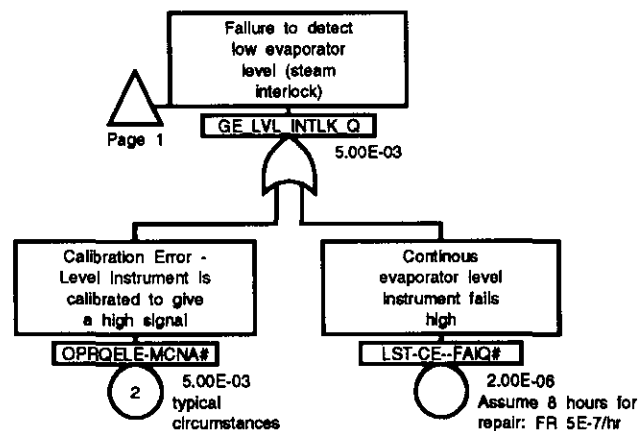 Failure to detect
low evaporator
level (steam
interlock)
Page 1
GE_LVL_INTLK_Q
5.00E-03
Calibration Error -
Level Instrument is
calibrated to give
a high signal
OPRQELE-MCNA#
2
5.00E-03
typical
circumstances
Continous
evaporator level
instrument fails
high
LST-CE--FAIQ#
2.00E-06
Assume 8 hours for
repair: FR 5E-7/hr